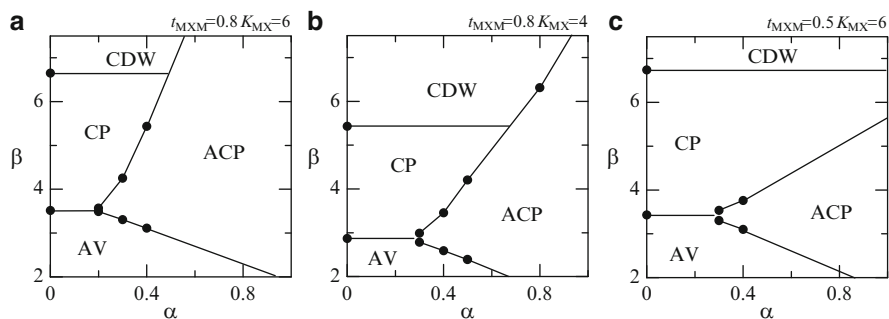 a
t_MXM=0.8 K_MX=6
CDW
6
CP
β
ACP
4
AV
2
0 0.4 0.8
α
b
t_MXM=0.8 K_MX=4
CDW
6
CP
β
4
ACP
AV
2
0 0.4 0.8
α
c
t_MXM=0.5 K_MX=6
CDW
6
CP
β
4
ACP
AV
2
0 0.4 0.8
α